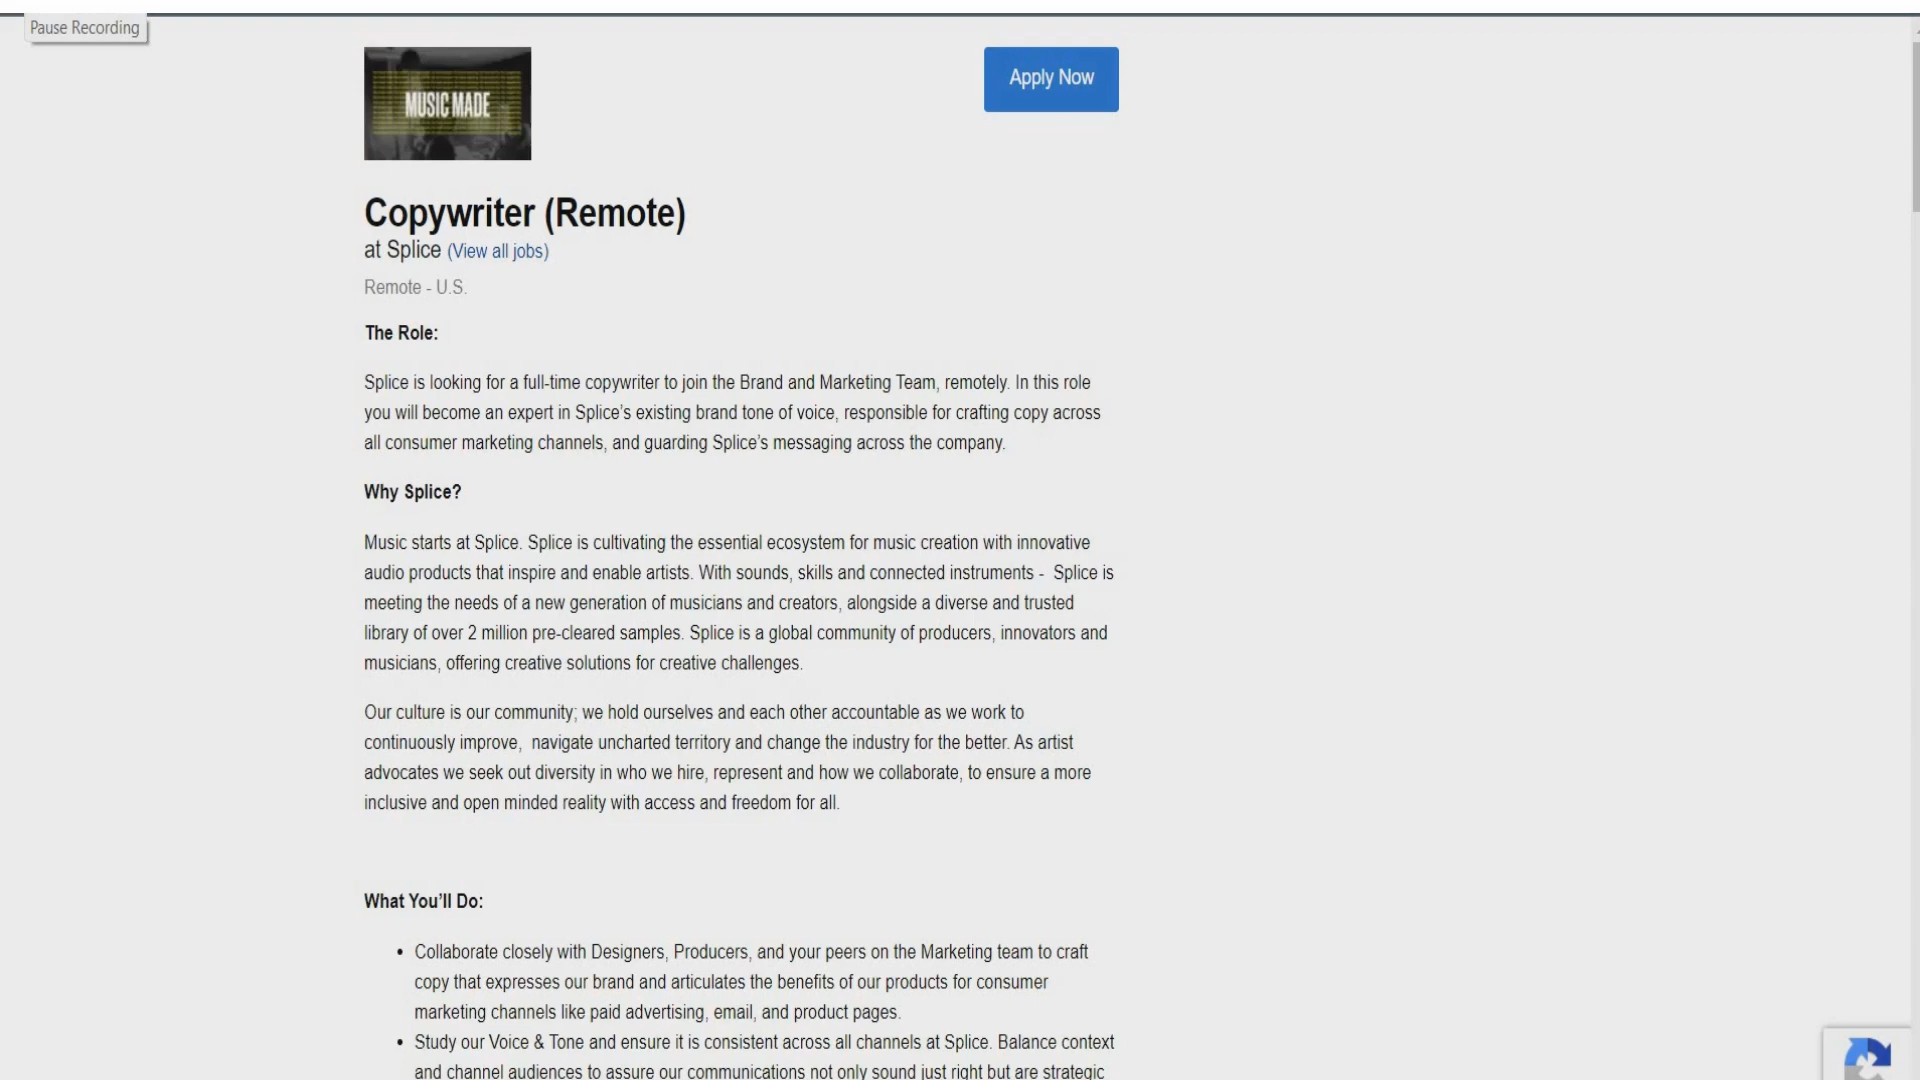 Pause Recording
MUSIC MADE
Apply Now
Copywriter (Remote)
at Splice (View all jobs)
Remote - U.S.
The Role:
Splice is looking for a full-time copywriter to join the Brand and Marketing Team, remotely. In this role
you will become an expert in Splice’s existing brand tone of voice, responsible for crafting copy across
all consumer marketing channels, and guarding Splice’s messaging across the company.
Why Splice?
Music starts at Splice. Splice is cultivating the essential ecosystem for music creation with innovative
audio products that inspire and enable artists. With sounds, skills and connected instruments - Splice is
meeting the needs of a new generation of musicians and creators, alongside a diverse and trusted
library of over 2 million pre-cleared samples. Splice is a global community of producers, innovators and
musicians, offering creative solutions for creative challenges.
Our culture is our community; we hold ourselves and each other accountable as we work to
continuously improve, navigate uncharted territory and change the industry for the better. As artist
advocates we seek out diversity in who we hire, represent and how we collaborate, to ensure a more
inclusive and open minded reality with access and freedom for all.
What You’ll Do:
• Collaborate closely with Designers, Producers, and your peers on the Marketing team to craft
copy that expresses our brand and articulates the benefits of our products for consumer
marketing channels like paid advertising, email, and product pages.
• Study our Voice & Tone and ensure it is consistent across all channels at Splice. Balance context
and channel audiences to assure our communications not only sound just right but are strategic